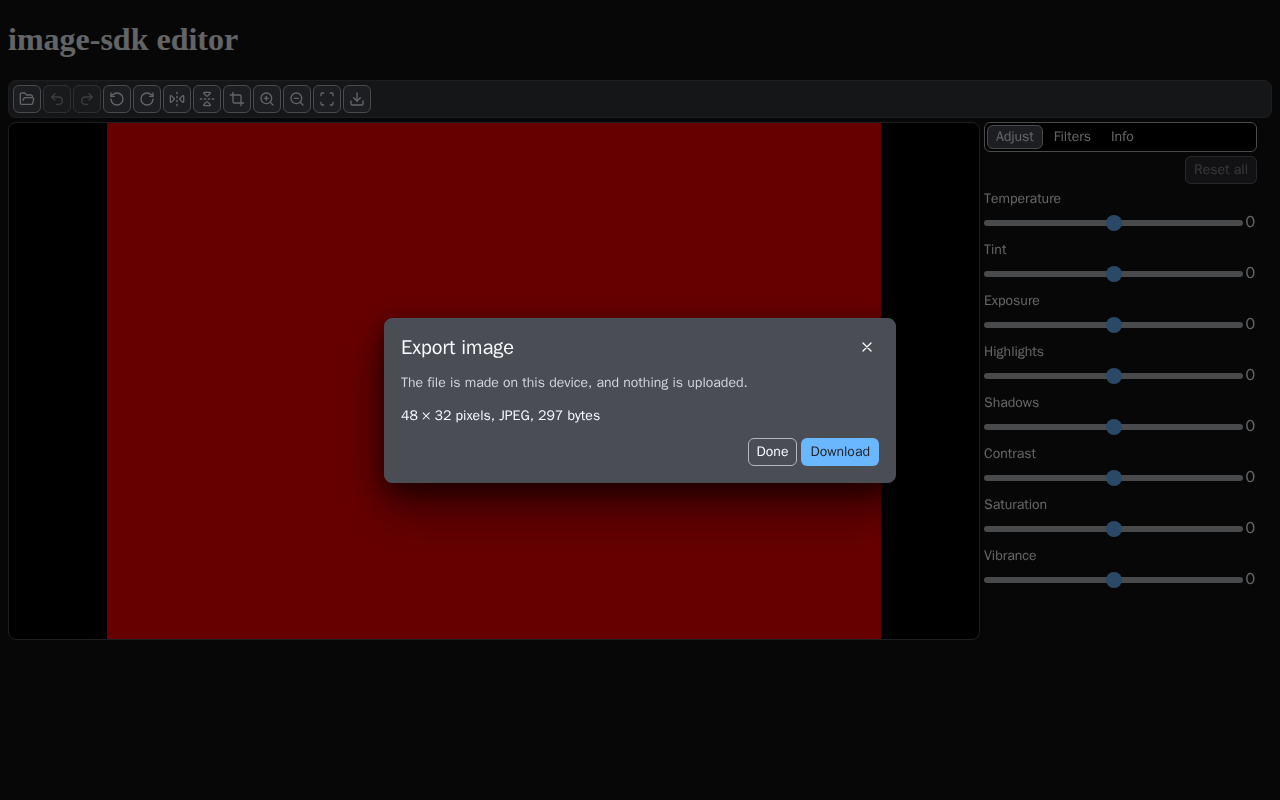 image-sdk editor
Adjust Filters Info
Reset all
Temperature
0
Tint
0
Exposure
0
Highlights
0
Shadows
0
Contrast
0
Saturation
0
Vibrance
0
Export image
The file is made on this device, and nothing is uploaded.
48 × 32 pixels, JPEG, 297 bytes
Done Download